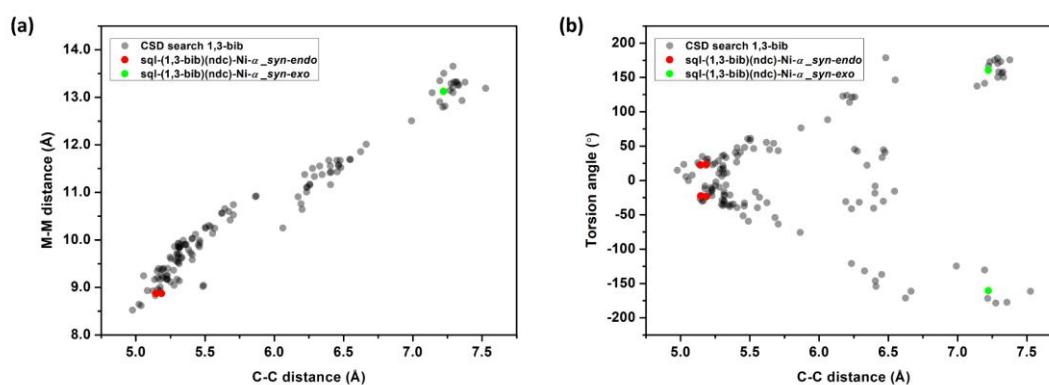 (a)
CSD search 1,3-bib
sql-(1,3-bib)(ndc)-Ni-α_syn-endo
sql-(1,3-bib)(ndc)-Ni-α_syn-exo
14.0
13.0
12.0
11.0
10.0
9.0
8.0
M-M distance (Å)
5.0 5.5 6.0 6.5 7.0 7.5
C-C distance (Å)
(b)
CSD search 1,3-bib
sql-(1,3-bib)(ndc)-Ni-α_syn-endo
sql-(1,3-bib)(ndc)-Ni-α_syn-exo
200
150
100
50
0
-50
-100
-150
-200
Torsion angle (°)
5.0 5.5 6.0 6.5 7.0 7.5
C-C distance (Å)